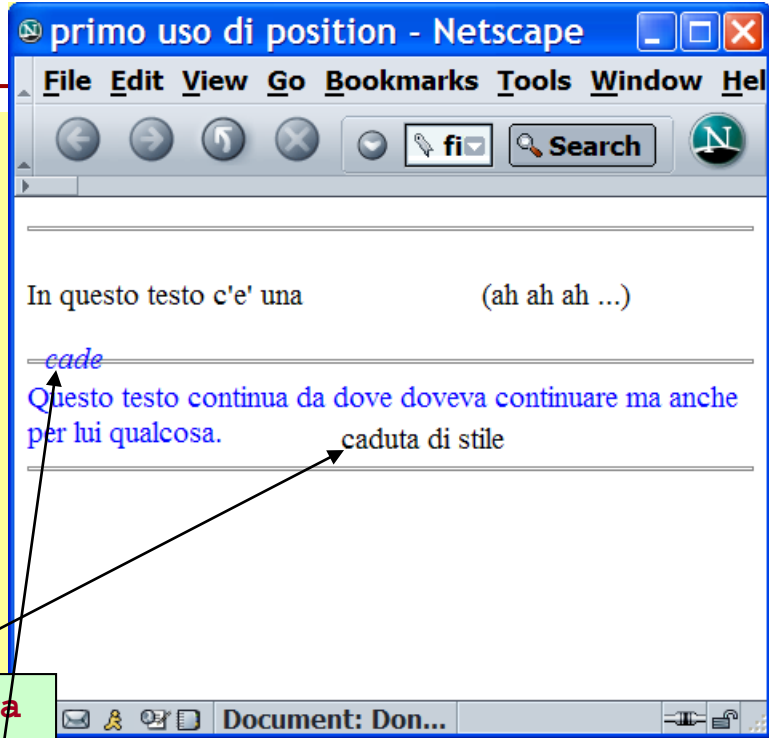 primo uso di position - Netscape
File Edit View Go Bookmarks Tools Window Hel
fi Search N
In questo testo c'e' una (ah ah ah ...)
cade
Questo testo continua da dove doveva continuare ma anche
per lui qualcosa.
caduta di stile
a
Document: Don...